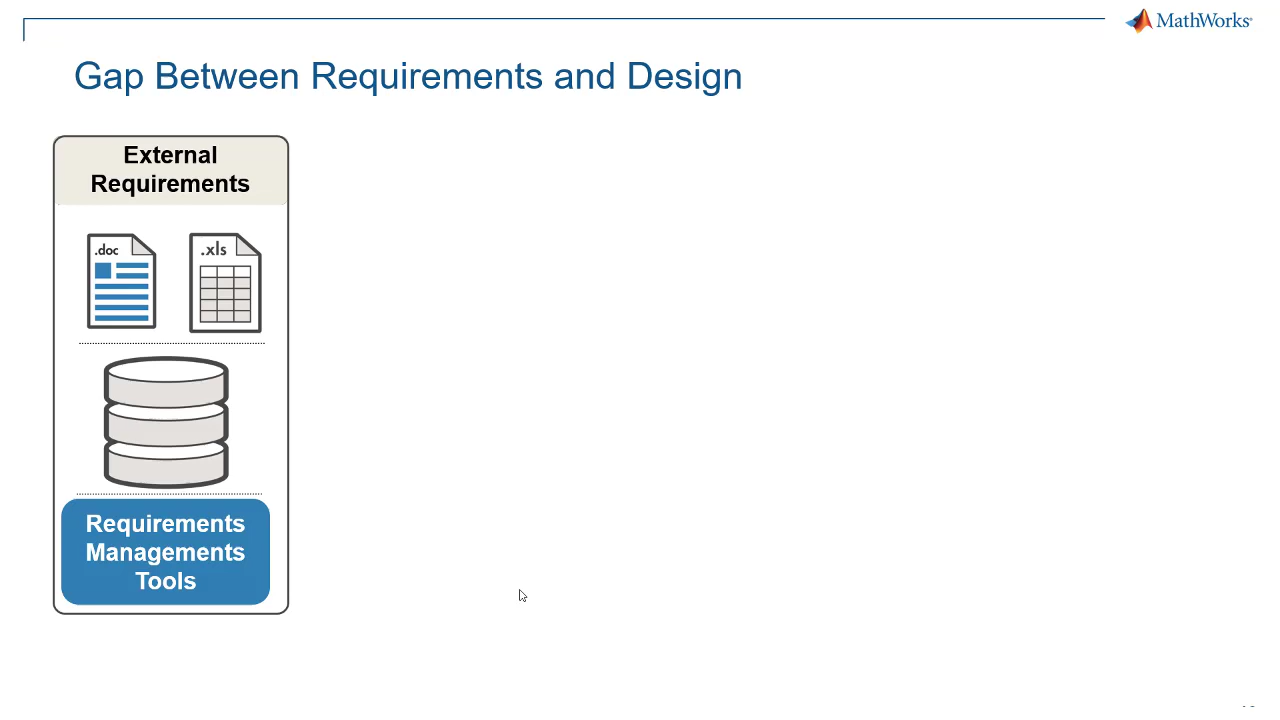 MathWorks
Gap Between Requirements and Design
External
Requirements
.doc
.xls
Requirements
Managements
Tools